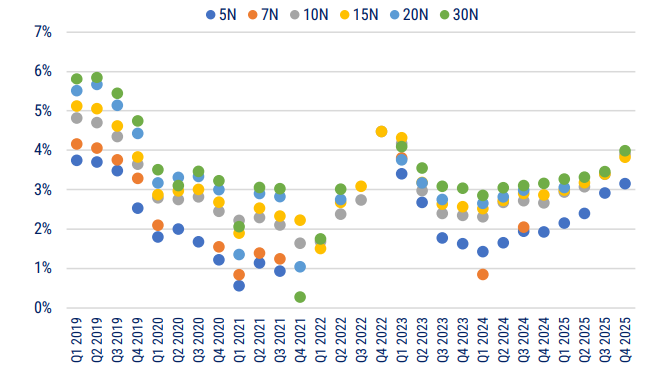 5N 7N 10N 15N 20N 30N
7%
6%
5%
4%
3%
2%
1%
0%
Q1 2019
Q2 2019
Q3 2019
Q4 2019
Q1 2020
Q2 2020
Q3 2020
Q4 2020
Q1 2021
Q2 2021
Q3 2021
Q4 2021
Q1 2022
Q2 2022
Q3 2022
Q4 2022
Q1 2023
Q2 2023
Q3 2023
Q4 2023
Q1 2024
Q2 2024
Q3 2024
Q4 2024
Q1 2025
Q2 2025
Q3 2025
Q4 2025